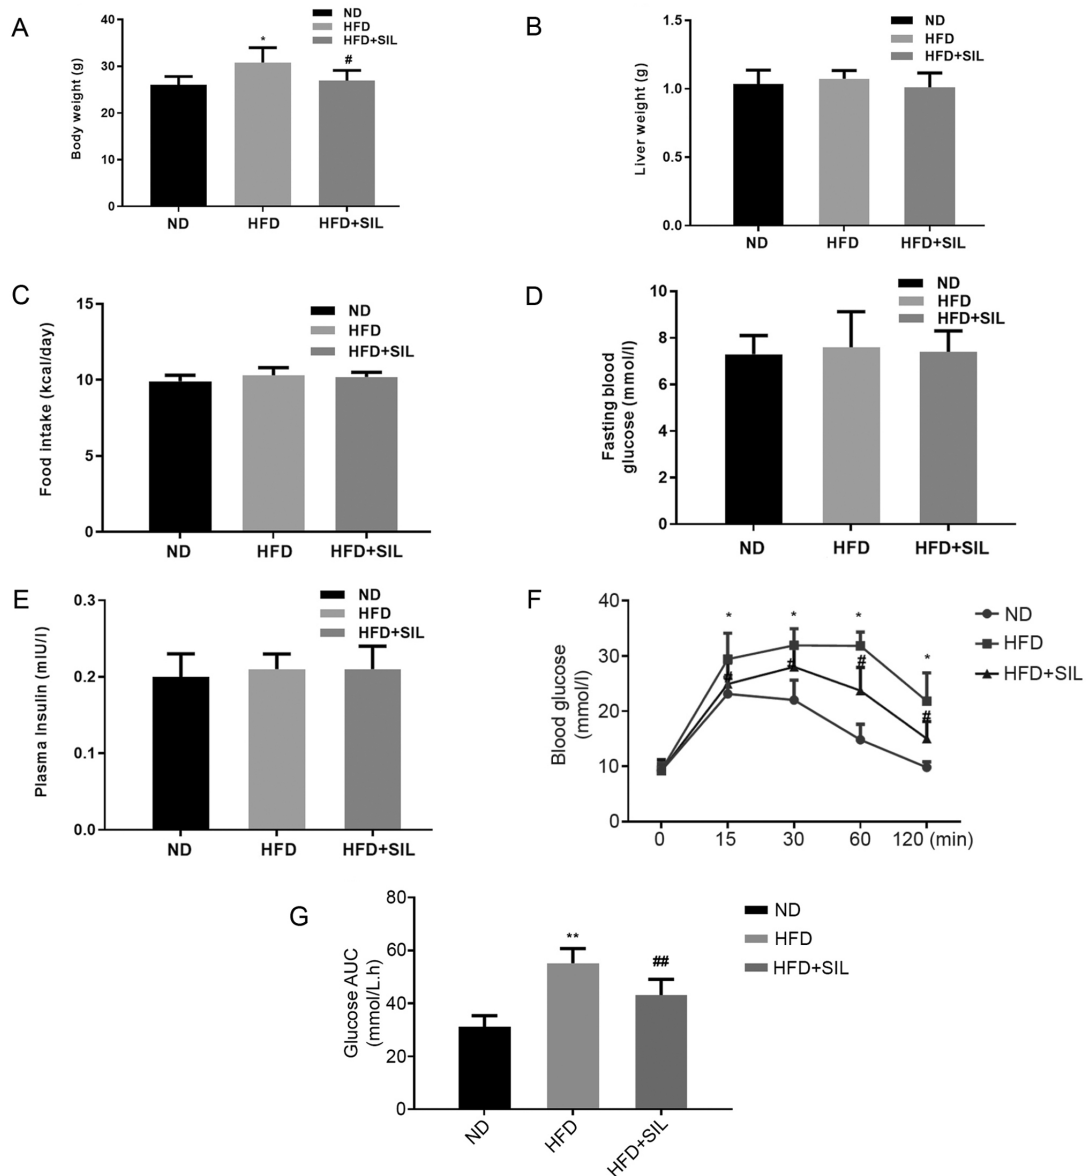 A
Body weight (g)
40
30
20
10
0
*
#
ND
HFD
HFD+SIL
ND
HFD
HFD+SIL
B
Liver weight (g)
1.5
1.0
0.5
0.0
ND
HFD
HFD+SIL
ND
HFD
HFD+SIL
C
Food intake (kcal/day)
15
10
5
0
ND
HFD
HFD+SIL
ND
HFD
HFD+SIL
D
Fasting blood
glucose (mmol/l)
10
8
6
4
2
0
ND
HFD
HFD+SIL
ND
HFD
HFD+SIL
E
Plasma Insulin (mIU/l)
0.3
0.2
0.1
0.0
ND
HFD
HFD+SIL
ND
HFD
HFD+SIL
F
Blood glucose
(mmol/l)
40
30
20
10
0
* * * *
# # # #
0 15 30 60 120 (min)
ND
HFD
HFD+SIL
G
Glucose AUC
(mmol/L.h)
80
60
40
20
0
**
##
ND
HFD
HFD+SIL
ND
HFD
HFD+SIL